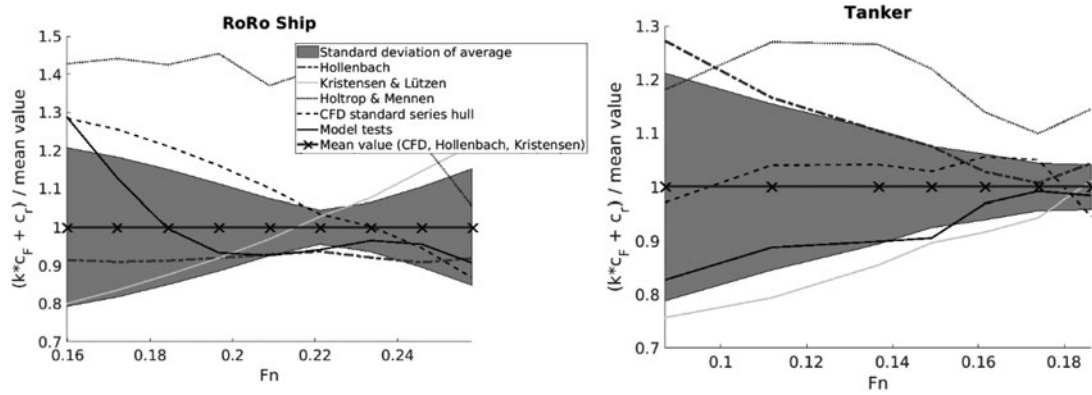 RoRo Ship
(k*c_F + c_r) / mean value
1.5
1.4
1.3
1.2
1.1
1
0.9
0.8
0.7
0.16
0.18
0.2
0.22
0.24
Fn
Standard deviation of average
Hollenbach
Kristensen & Lützen
Holtrop & Mennen
CFD standard series hull
Model tests
Mean value (CFD, Hollenbach, Kristensen)
Tanker
(k*c_F + c_r) / mean value
1.3
1.2
1.1
1
0.9
0.8
0.7
0.1
0.12
0.14
0.16
0.18
Fn